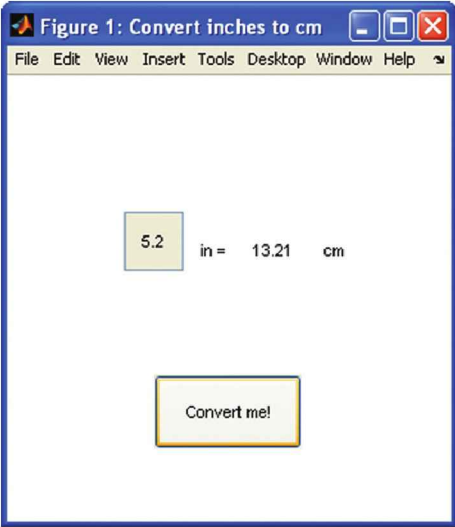 Figure 1: Convert inches to cm
File Edit View Insert Tools Desktop Window Help
5.2 in = 13.21 cm
Convert me!